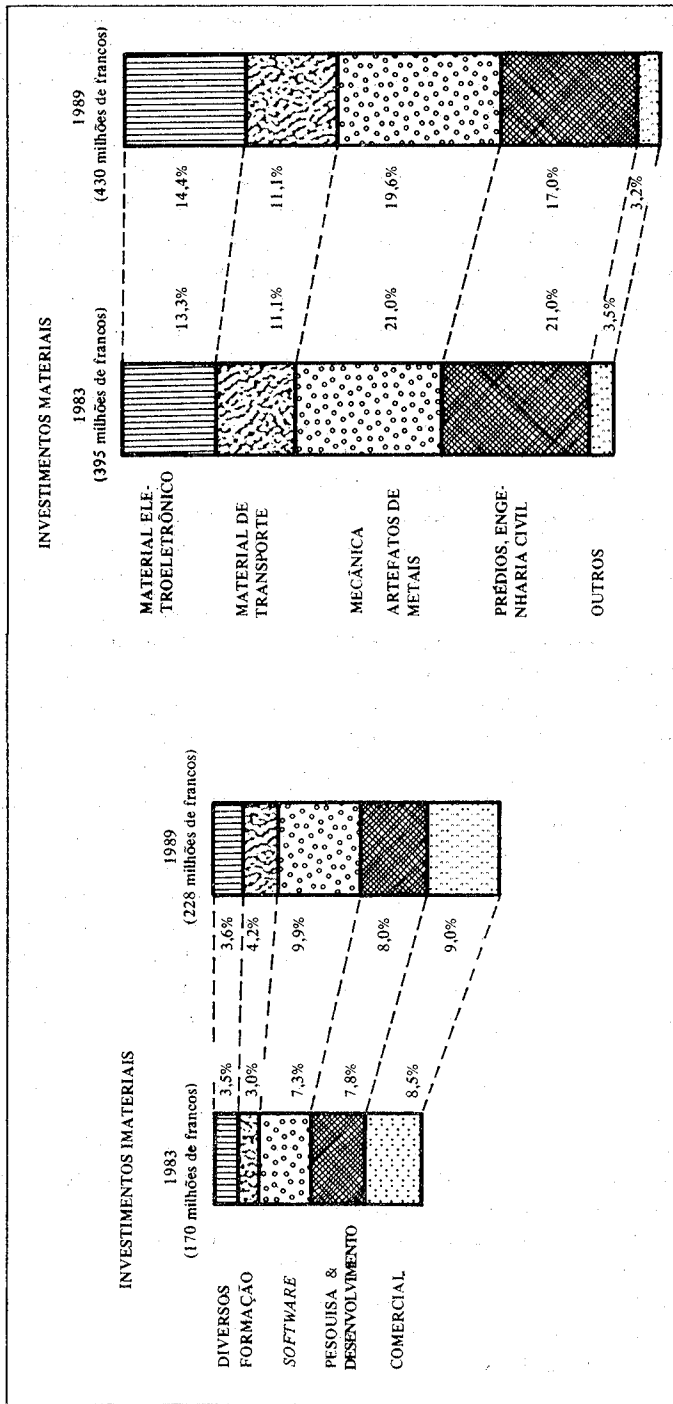 INVESTIMENTOS IMATERIAIS
1983
(170 milhões de francos)
1989
(228 milhões de francos)
DIVERSOS
3,5%
3,6%
FORMAÇÃO
3,0%
4,2%
SOFTWARE
7,3%
9,9%
PESQUISA &
DESENVOLVIMENTO
7,8%
8,0%
COMERCIAL
8,5%
9,0%
INVESTIMENTOS MATERIAIS
1983
(395 milhões de francos)
1989
(430 milhões de francos)
MATERIAL ELE-
TROELETRÔNICO
13,3%
14,4%
MATERIAL DE
TRANSPORTE
11,1%
11,1%
MECÂNICA
ARTEFATOS DE
METAIS
21,0%
19,6%
PRÉDIOS, ENGE-
NHARIA CIVIL
21,0%
17,0%
OUTROS
3,5%
3,2%